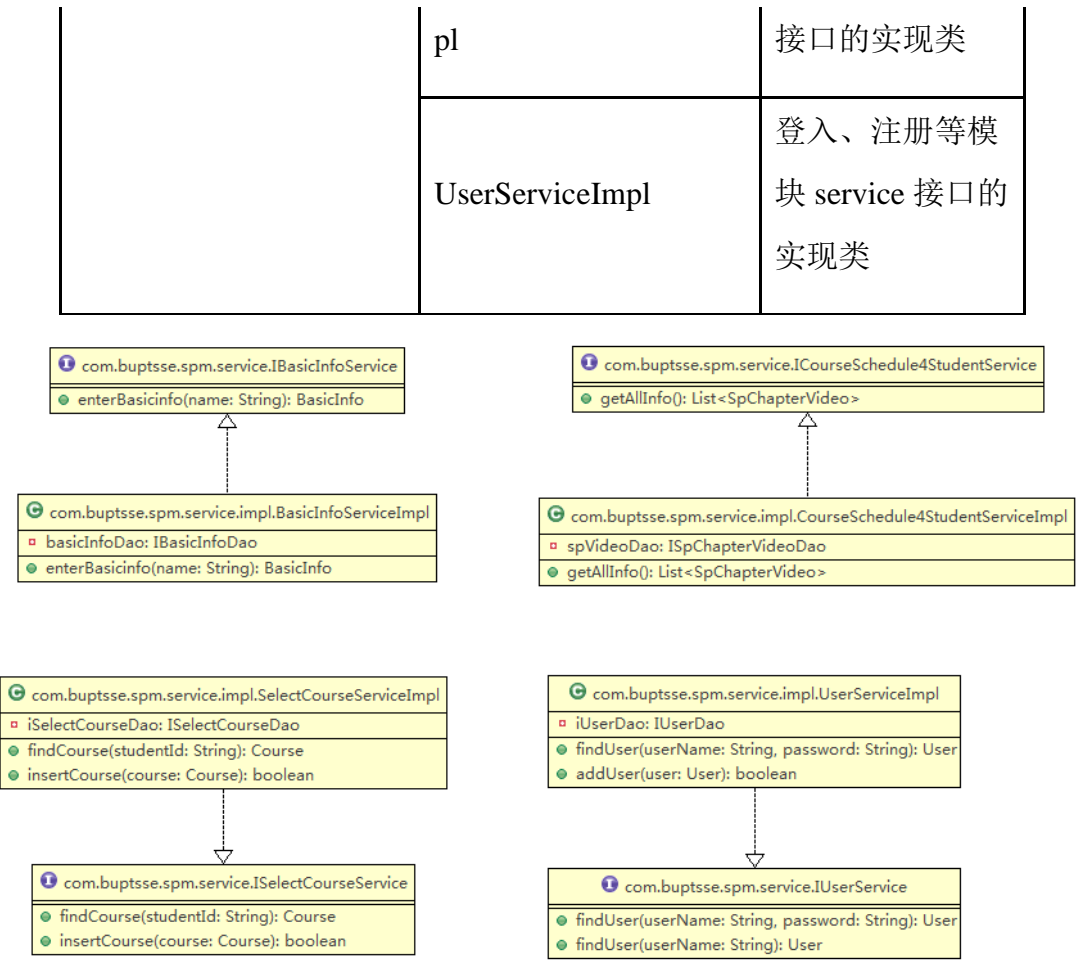 pl
接口的实现类
UserServiceImpl
登入、注册等模
块 service 接口的
实现类
I com.buptsse.spm.service.IBasicInfoService
enterBasicinfo(name: String): BasicInfo
I com.buptsse.spm.service.ICourseSchedule4StudentService
getAllInfo(): List<SpChapterVideo>
C com.buptsse.spm.service.impl.BasicInfoServiceImpl
basicInfoDao: IBasicInfoDao
enterBasicinfo(name: String): BasicInfo
C com.buptsse.spm.service.impl.CourseSchedule4StudentServiceImpl
spVideoDao: ISpChapterVideoDao
getAllInfo(): List<SpChapterVideo>
C com.buptsse.spm.service.impl.SelectCourseServiceImpl
iSelectCourseDao: ISelectCourseDao
findCourse(studentId: String): Course
insertCourse(course: Course): boolean
C com.buptsse.spm.service.impl.UserServiceImpl
iUserDao: IUserDao
findUser(userName: String, password: String): User
addUser(user: User): boolean
I com.buptsse.spm.service.ISelectCourseService
findCourse(studentId: String): Course
insertCourse(course: Course): boolean
I com.buptsse.spm.service.IUserService
findUser(userName: String, password: String): User
findUser(userName: String): User